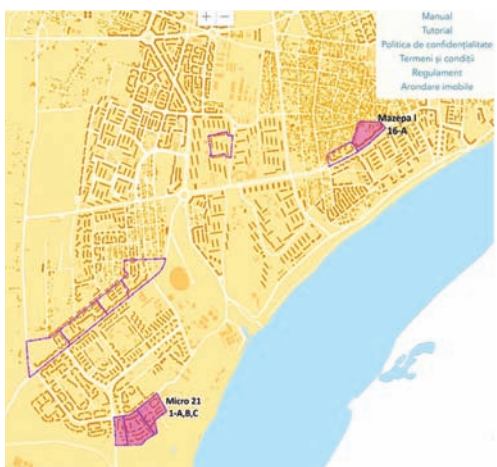 + −
Manual
Tutorial
Politica de confidențialitate
Termeni și condiții
Regulament
Arondare imobile
Mazepa I
16-A
Micro 21
1-A,B,C